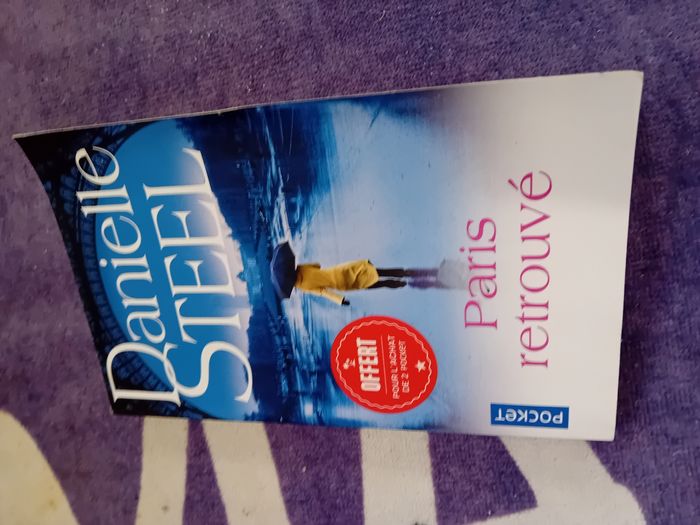 Danielle
STEEL
OFFERT
POUR L'ACHAT
DE 2 POCKET
Paris
retrouvé
POCKET